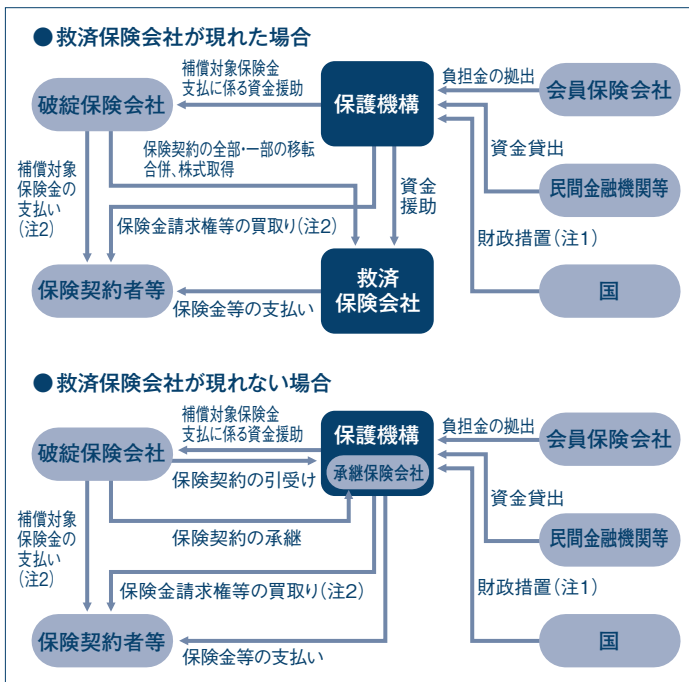 ●救済保険会社が現れた場合
補償対象保険金
支払に係る資金援助
破綻保険会社
保護機構
負担金の拠出
会員保険会社
資金貸出
民間金融機関等
財政措置(注1)
国
補償対象
保険金の
支払い
(注2)
保険契約の全部・一部の移転
合併、株式取得
資金
援助
保険金請求権等の買取り(注2)
保険契約者等
救済
保険会社
保険金等の支払い
●救済保険会社が現れない場合
補償対象保険金
支払に係る資金援助
破綻保険会社
保護機構
承継保険会社
負担金の拠出
会員保険会社
保険契約の引受け
資金貸出
補償対象
保険金の
支払い
(注2)
保険契約の承継
民間金融機関等
保険金請求権等の買取り(注2)
財政措置(注1)
保険契約者等
国
保険金等の支払い